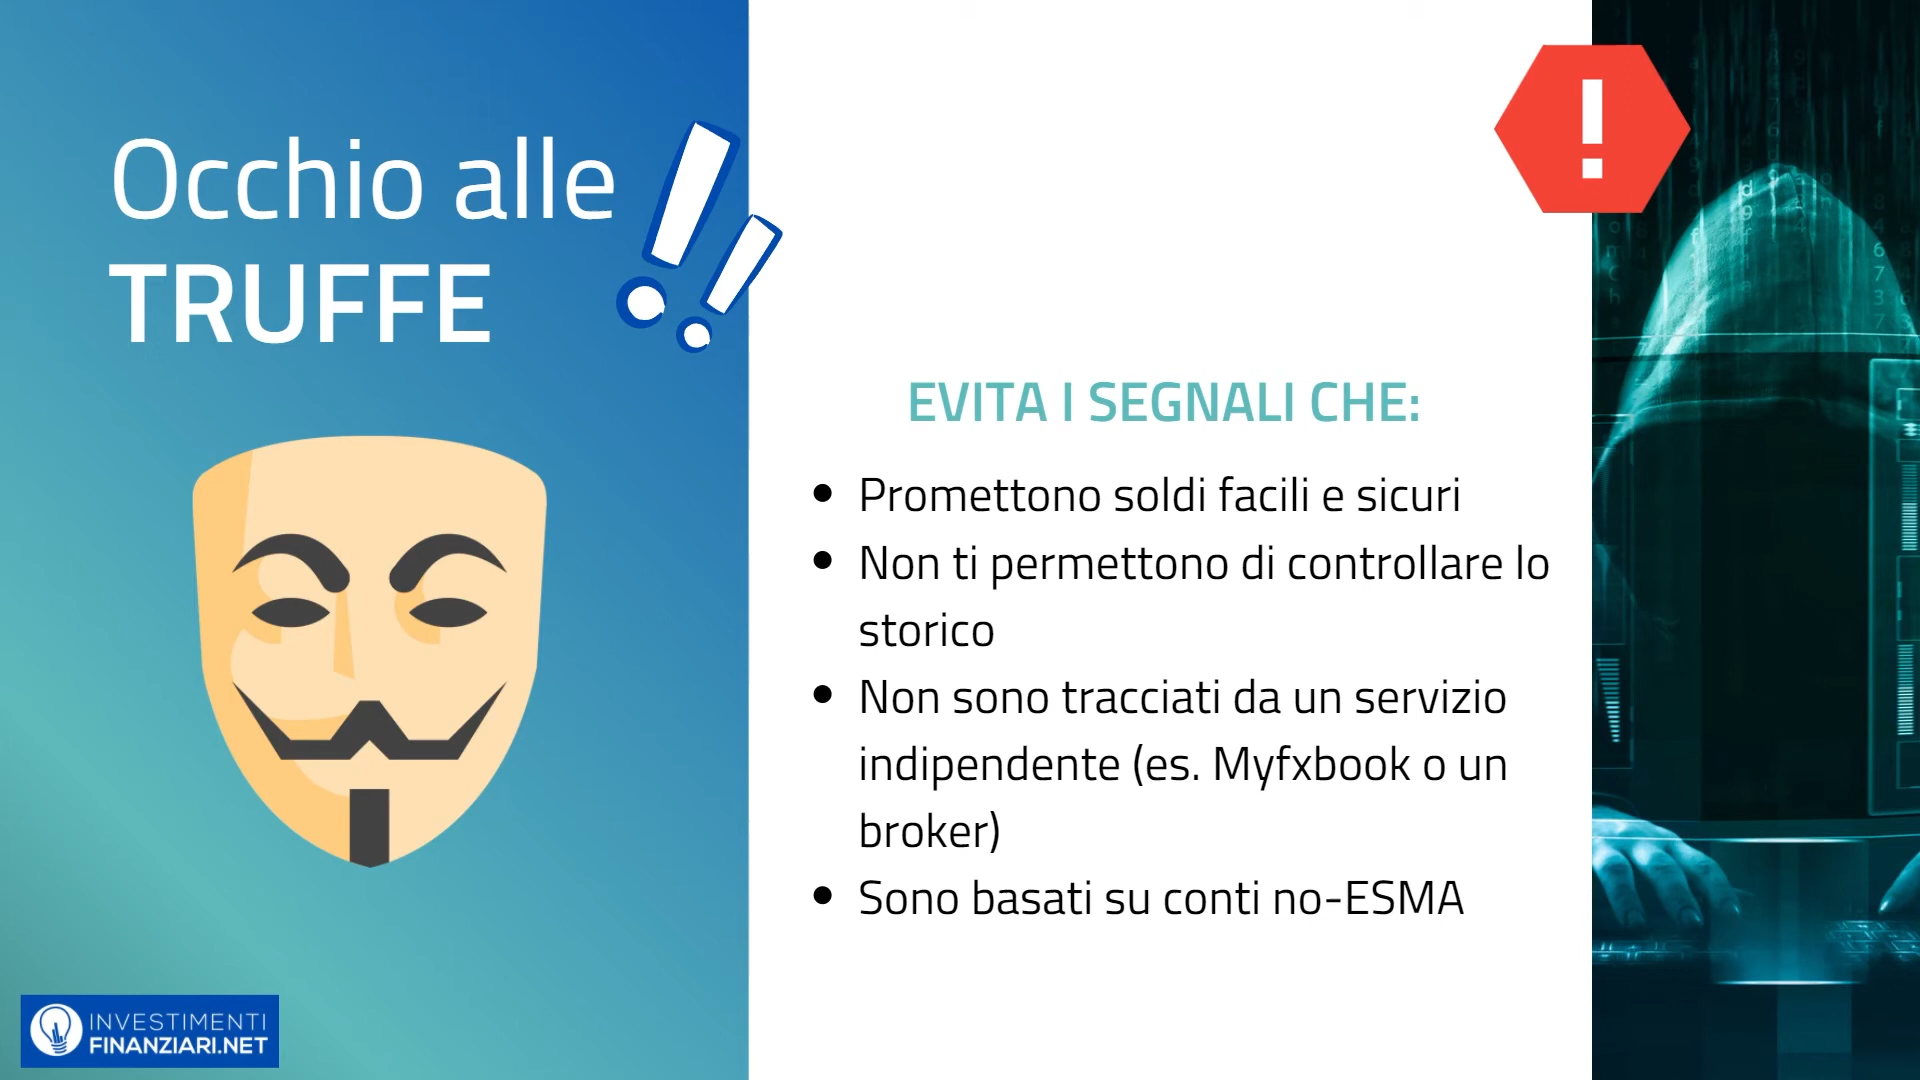 Occhio alle
TRUFFE
EVITA I SEGNALI CHE:
• Promettono soldi facili e sicuri
• Non ti permettono di controllare lo
storico
• Non sono tracciati da un servizio
indipendente (es. Myfxbook o un
broker)
• Sono basati su conti no-ESMA
INVESTIMENTI
FINANZIARI.NET